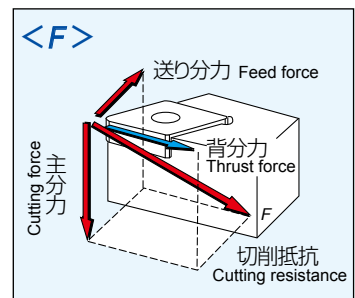 <F>
送り分力 Feed force
背分力
Thrust force
主分力
Cutting force
F
切削抵抗
Cutting resistance